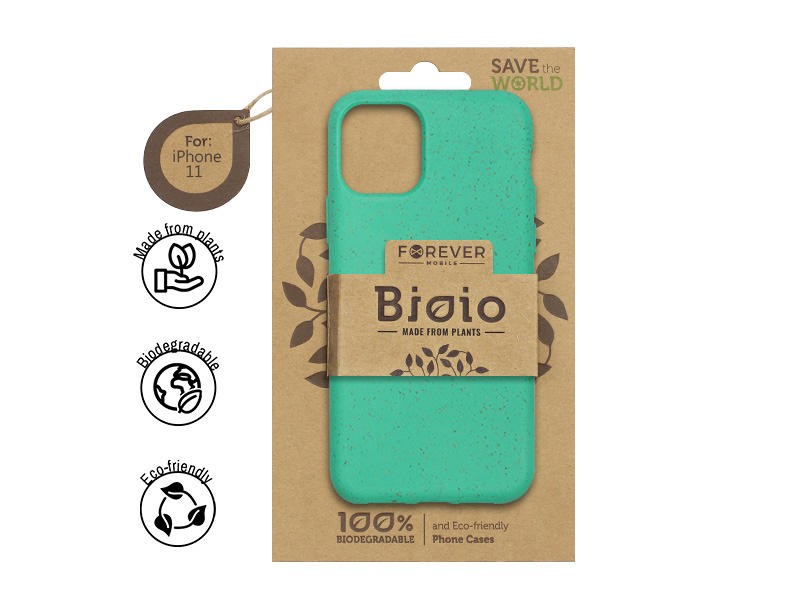 SAVE the
WORLD
For:
iPhone
11
Made from plants
Biodegradable
Eco-friendly
FOREVER
MOBILE
Bioio
MADE FROM PLANTS
100%
BIODEGRADABLE
and Eco-friendly
Phone Cases